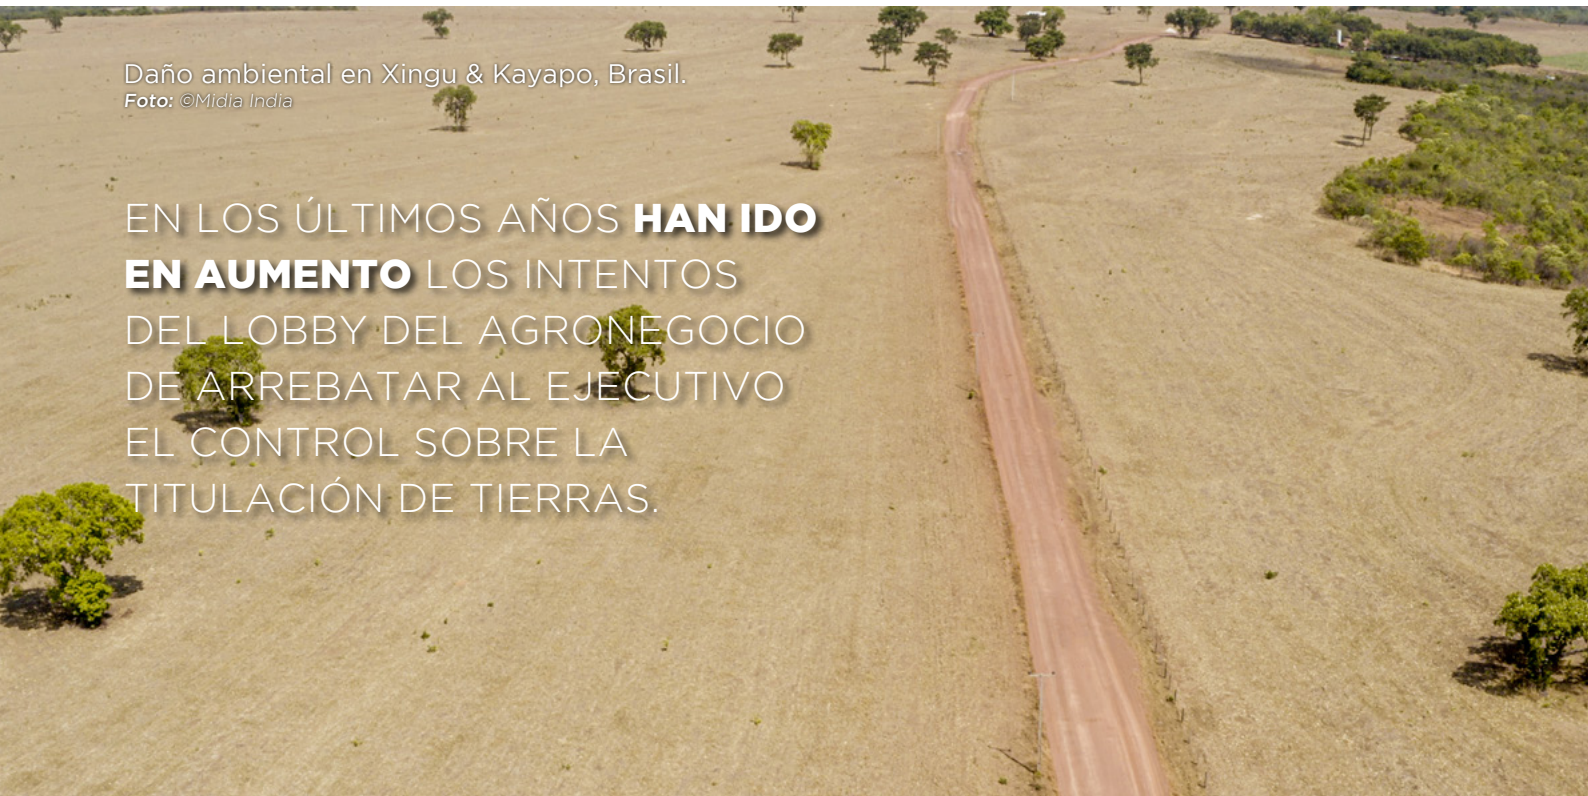 Daño ambiental en Xingu & Kayapo, Brasil.
Foto: ©Midia India
EN LOS ÚLTIMOS AÑOS HAN IDO
EN AUMENTO LOS INTENTOS
DEL LOBBY DEL AGRONEGOCIO
DE ARREBATAR AL EJECUTIVO
EL CONTROL SOBRE LA
TITULACIÓN DE TIERRAS.